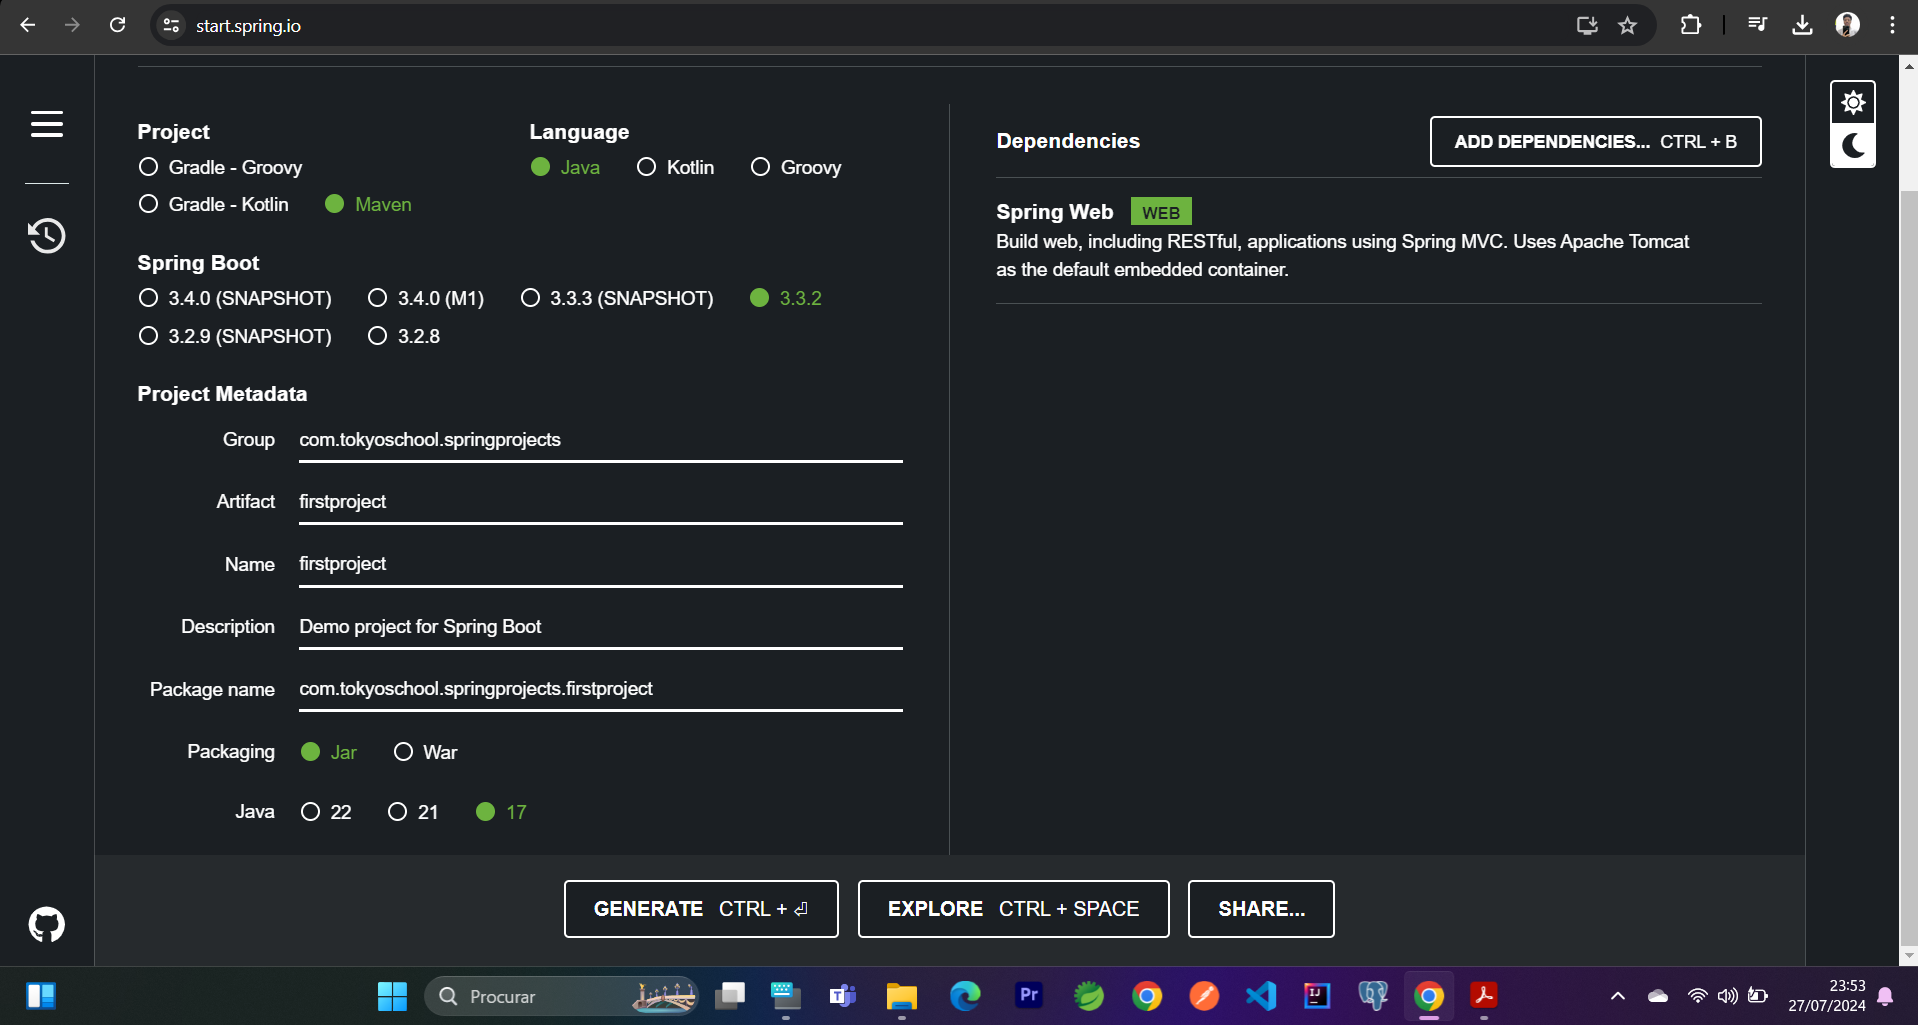 start.spring.io
Project
Gradle - Groovy
Gradle - Kotlin Maven
Language
Java Kotlin Groovy
Spring Boot
3.4.0 (SNAPSHOT) 3.4.0 (M1) 3.3.3 (SNAPSHOT) 3.3.2
3.2.9 (SNAPSHOT) 3.2.8
Project Metadata
Group com.tokyoschool.springprojects
Artifact firstproject
Name firstproject
Description Demo project for Spring Boot
Package name com.tokyoschool.springprojects.firstproject
Packaging Jar War
Java 22 21 17
Dependencies ADD DEPENDENCIES... CTRL + B
Spring Web WEB
Build web, including RESTful, applications using Spring MVC. Uses Apache Tomcat
as the default embedded container.
GENERATE CTRL + ⏎ EXPLORE CTRL + SPACE SHARE...
Procurar
Pr
IJ
23:53
27/07/2024